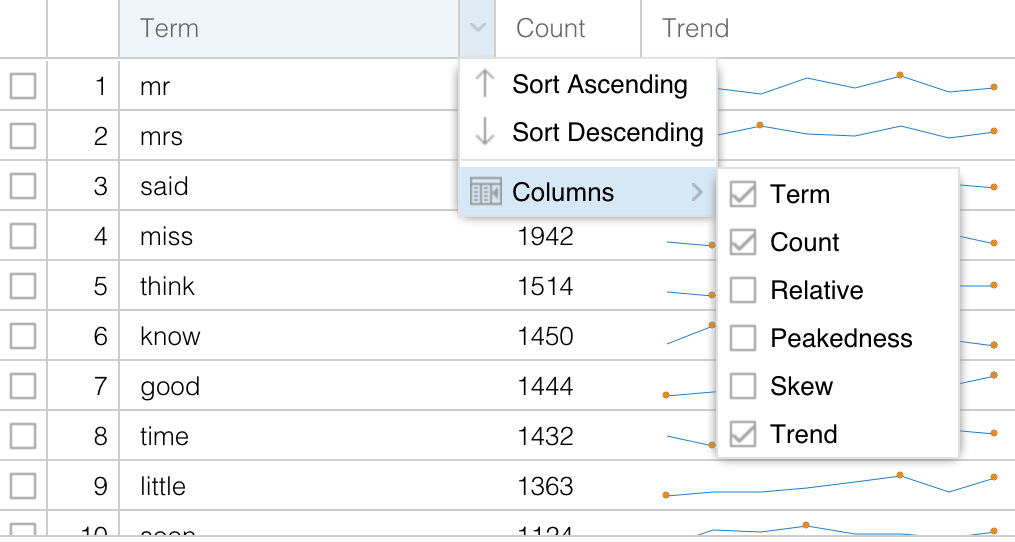 Term Count Trend
1 mr
Sort Ascending
2 mrs
Sort Descending
3 said
Columns
Term
4 miss 1942
Count
5 think 1514
Relative
6 know 1450
Peakedness
7 good 1444
Skew
8 time 1432
Trend
9 little 1363
10 soon 1124